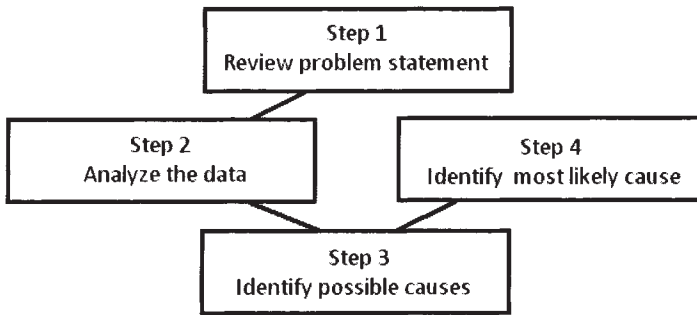 Step 1
Review problem statement
Step 2
Analyze the data
Step 4
Identify most likely cause
Step 3
Identify possible causes